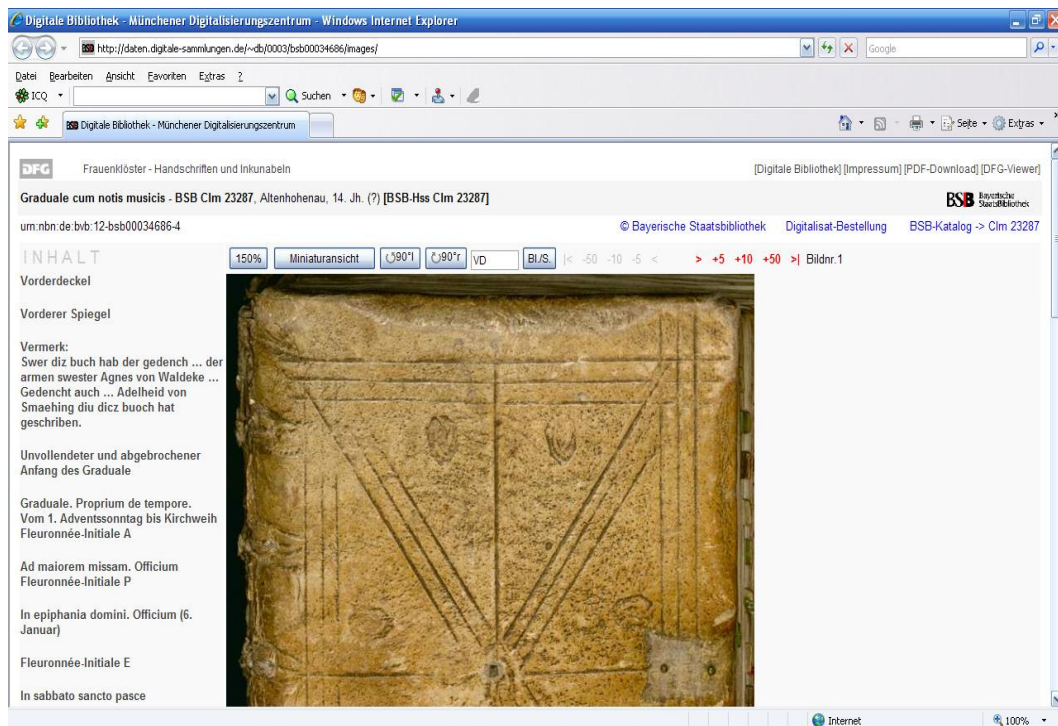 Digitale Bibliothek - Münchener Digitalisierungszentrum - Windows Internet Explorer
http://daten.digitale-sammlungen.de/~db/0003/bsb00034686/images/
Google
Datei Bearbeiten Ansicht Favoriten Extras ?
ICQ Suchen
Digitale Bibliothek - Münchener Digitalisierungszentrum
Seite Extras
DFG Frauenklöster - Handschriften und Inkunabeln [Digitale Bibliothek] [Impressum] [PDF-Download] [DFG-Viewer]
Graduale cum notis musicis - BSB Clm 23287, Altenhohenau, 14. Jh. (?) [BSB-Hss Clm 23287]
BSB Bayerische StaatsBibliothek
urn:nbn:de:bvb:12-bsb00034686-4 © Bayerische Staatsbibliothek Digitalisat-Bestellung BSB-Katalog -> Clm 23287
INHALT
150% Miniaturansicht 90°l 90°r VD Bl./S. |< -50 -10 -5 < > +5 +10 +50 >| Bildnr.1
Vorderdeckel
Vorderer Spiegel
Vermerk:
Swer diz buch hab der gedench ... der
armen swester Agnes von Waldeke ...
Gedencht auch ... Adelheid von
Smaehing diu dicz buoch hat
geschriben.
Unvollendeter und abgebrochener
Anfang des Graduale
Graduale. Proprium de tempore.
Vom 1. Adventssonntag bis Kirchweih
Fleuronnée-Initiale A
Ad maiorem missam. Officium
Fleuronnée-Initiale P
In epiphania domini. Officium (6.
Januar)
Fleuronnée-Initiale E
In sabbato sancto pasce
Internet 100%